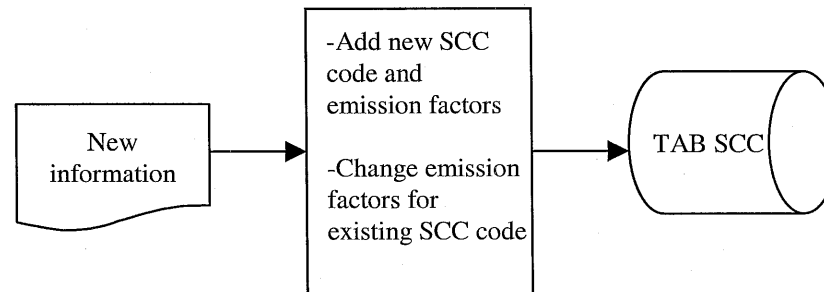 New
information
-Add new SCC
code and
emission factors
-Change emission
factors for
existing SCC code
TAB SCC